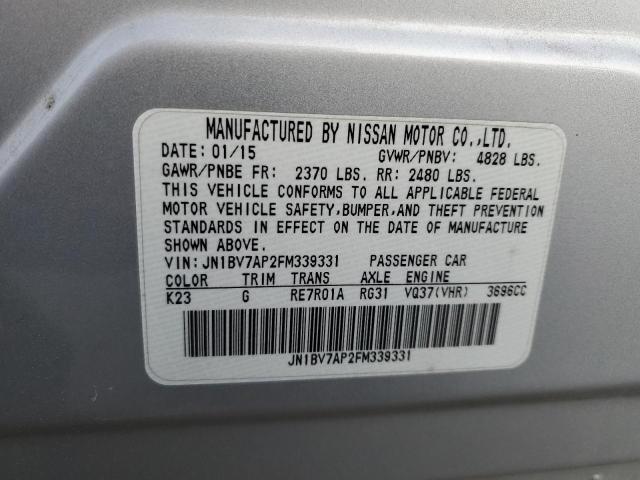 MANUFACTURED BY NISSAN MOTOR CO.,LTD.
DATE: 01/15 GVWR/PNBV: 4828 LBS.
GAWR/PNBE FR: 2370 LBS. RR: 2480 LBS.
THIS VEHICLE CONFORMS TO ALL APPLICABLE FEDERAL
MOTOR VEHICLE SAFETY,BUMPER,AND THEFT PREVENTION
STANDARDS IN EFFECT ON THE DATE OF MANUFACTURE
SHOWN ABOVE.
VIN: JN1BV7AP2FM339331 PASSENGER CAR
COLOR TRIM TRANS AXLE ENGINE
K23 G RE7R01A RG31 VQ37(VHR) 3696CC
JN1BV7AP2FM339331